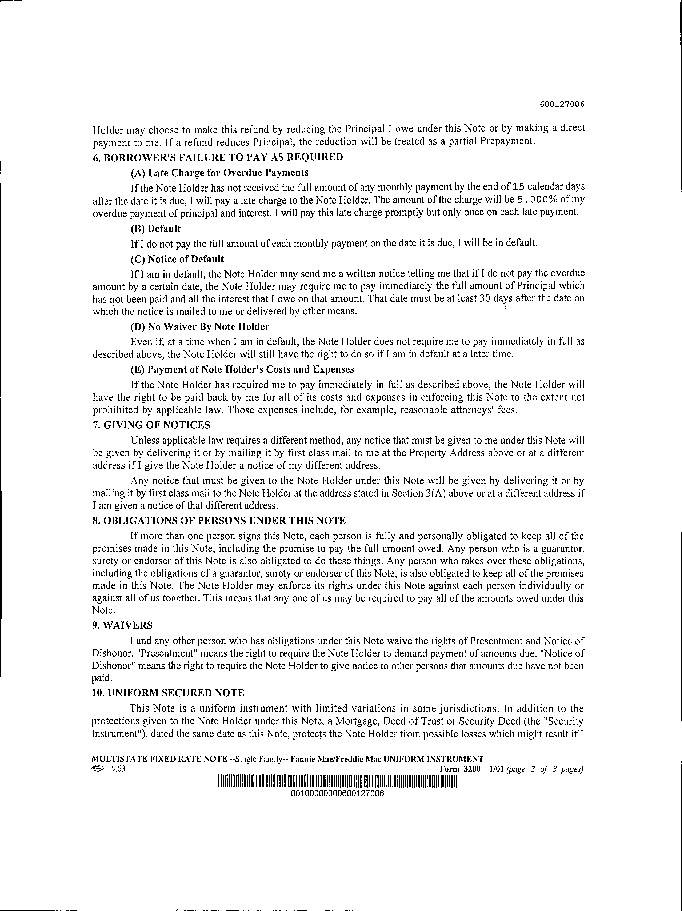 600127006
Holder may choose to make this refund by reducing the Principal I owe under this Note or by making a direct
payment to me. If a refund reduces Principal, the reduction will be treated as a partial Prepayment.
6. BORROWER'S FAILURE TO PAY AS REQUIRED
(A) Late Charge for Overdue Payments
If the Note Holder has not received the full amount of any monthly payment by the end of 15 calendar days
after the date it is due, I will pay a late charge to the Note Holder. The amount of the charge will be 5.000% of my
overdue payment of principal and interest. I will pay this late charge promptly but only once on each late payment.
(B) Default
If I do not pay the full amount of each monthly payment on the date it is due, I will be in default.
(C) Notice of Default
If I am in default, the Note Holder may send me a written notice telling me that if I do not pay the overdue
amount by a certain date, the Note Holder may require me to pay immediately the full amount of Principal which
has not been paid and all the interest that I owe on that amount. That date must be at least 30 days after the date on
which the notice is mailed to me or delivered by other means.
(D) No Waiver By Note Holder
Even if, at a time when I am in default, the Note Holder does not require me to pay immediately in full as
described above, the Note Holder will still have the right to do so if I am in default at a later time.
(E) Payment of Note Holder's Costs and Expenses
If the Note Holder has required me to pay immediately in full as described above, the Note Holder will
have the right to be paid back by me for all of its costs and expenses in enforcing this Note to the extent not
prohibited by applicable law. Those expenses include, for example, reasonable attorneys' fees.
7. GIVING OF NOTICES
Unless applicable law requires a different method, any notice that must be given to me under this Note will
be given by delivering it or by mailing it by first class mail to me at the Property Address above or at a different
address if I give the Note Holder a notice of my different address.
Any notice that must be given to the Note Holder under this Note will be given by delivering it or by
mailing it by first class mail to the Note Holder at the address stated in Section 3(A) above or at a different address if
I am given a notice of that different address.
8. OBLIGATIONS OF PERSONS UNDER THIS NOTE
If more than one person signs this Note, each person is fully and personally obligated to keep all of the
promises made in this Note, including the promise to pay the full amount owed. Any person who is a guarantor,
surety or endorser of this Note is also obligated to do these things. Any person who takes over these obligations,
including the obligations of a guarantor, surety or endorser of this Note, is also obligated to keep all of the promises
made in this Note. The Note Holder may enforce its rights under this Note against each person individually or
against all of us together. This means that any one of us may be required to pay all of the amounts owed under this
Note.
9. WAIVERS
I and any other person who has obligations under this Note waive the rights of Presentment and Notice of
Dishonor. "Presentment" means the right to require the Note Holder to demand payment of amounts due. "Notice of
Dishonor" means the right to require the Note Holder to give notice to other persons that amounts due have not been
paid.
10. UNIFORM SECURED NOTE
This Note is a uniform instrument with limited variations in some jurisdictions. In addition to the
protections given to the Note Holder under this Note, a Mortgage, Deed of Trust or Security Deed (the "Security
Instrument"), dated the same date as this Note, protects the Note Holder from possible losses which might result if I
MULTISTATE FIXED RATE NOTE--Single Family-- Fannie Mae/Freddie Mac UNIFORM INSTRUMENT
Form 3200 1/01 (page 2 of 3 pages)